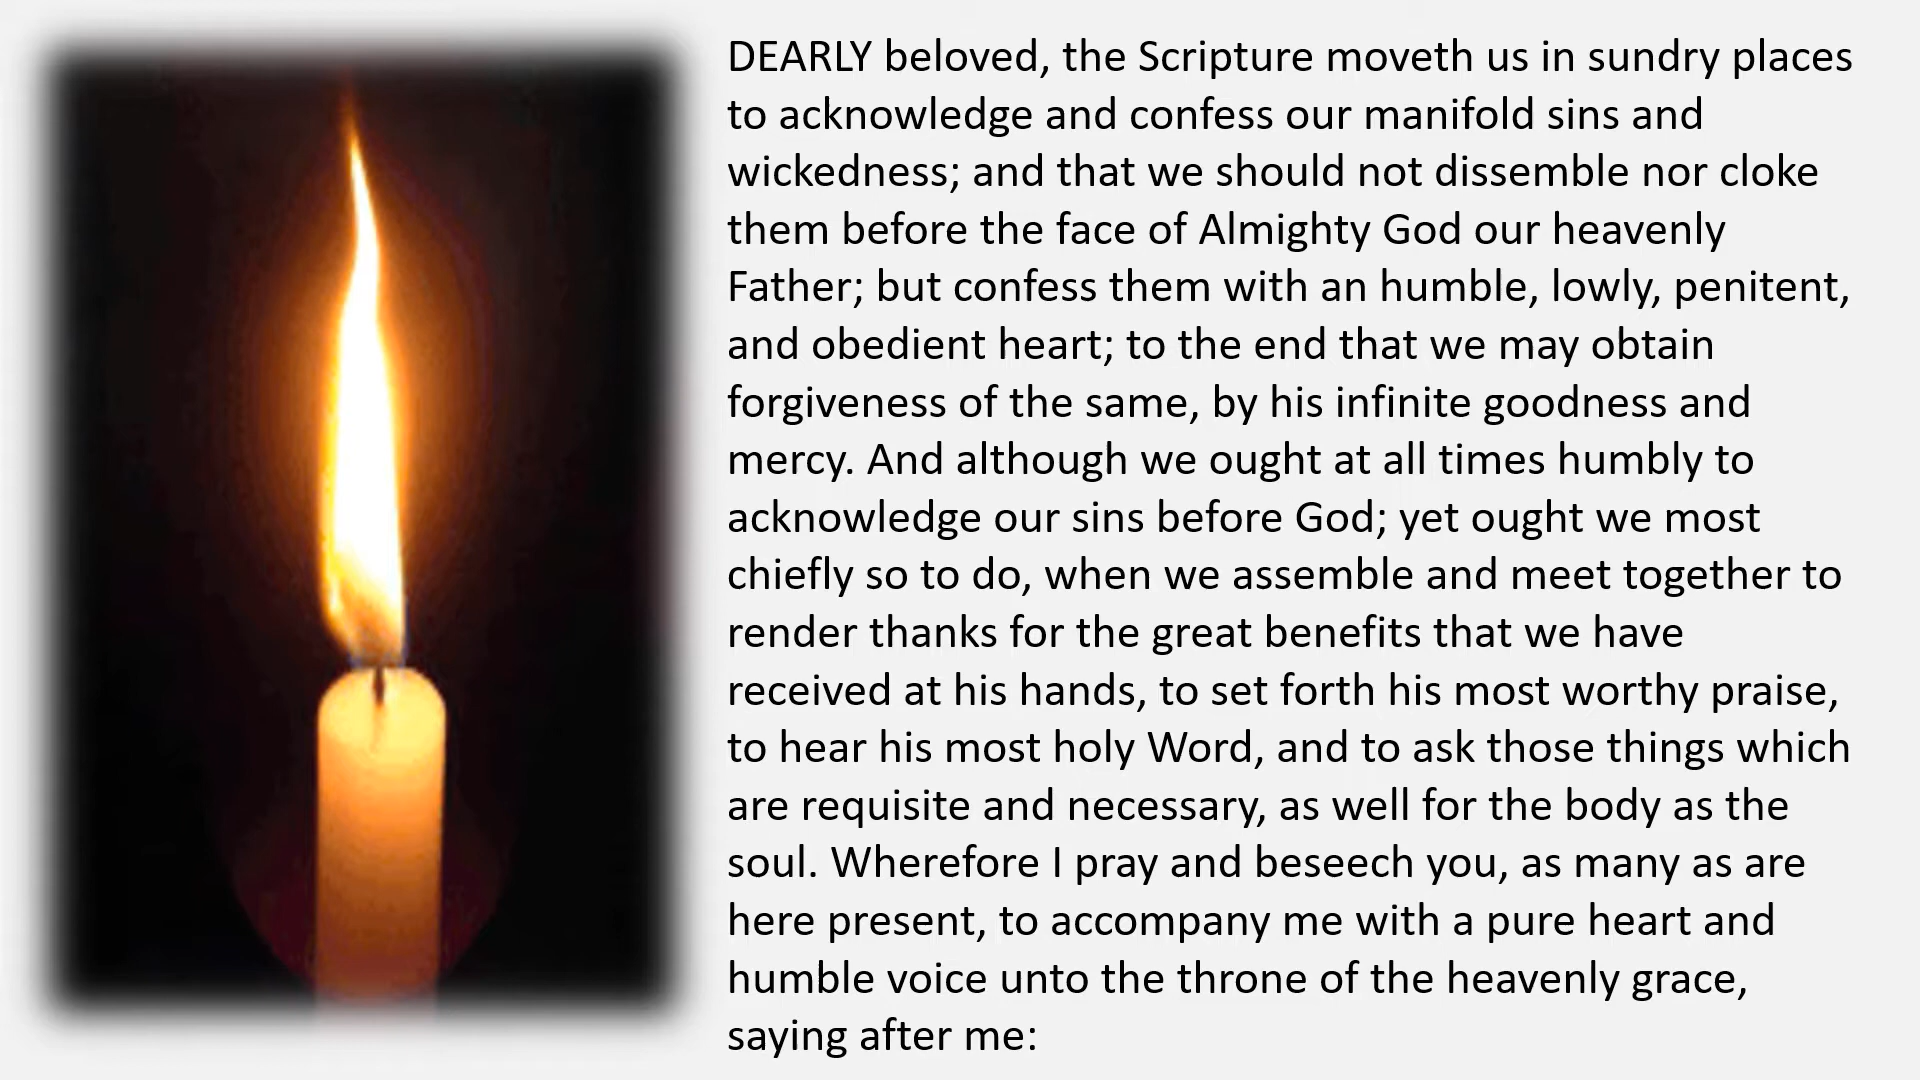 DEARLY beloved, the Scripture moveth us in sundry places
to acknowledge and confess our manifold sins and
wickedness; and that we should not dissemble nor cloke
them before the face of Almighty God our heavenly
Father; but confess them with an humble, lowly, penitent,
and obedient heart; to the end that we may obtain
forgiveness of the same, by his infinite goodness and
mercy. And although we ought at all times humbly to
acknowledge our sins before God; yet ought we most
chiefly so to do, when we assemble and meet together to
render thanks for the great benefits that we have
received at his hands, to set forth his most worthy praise,
to hear his most holy Word, and to ask those things which
are requisite and necessary, as well for the body as the
soul. Wherefore I pray and beseech you, as many as are
here present, to accompany me with a pure heart and
humble voice unto the throne of the heavenly grace,
saying after me: